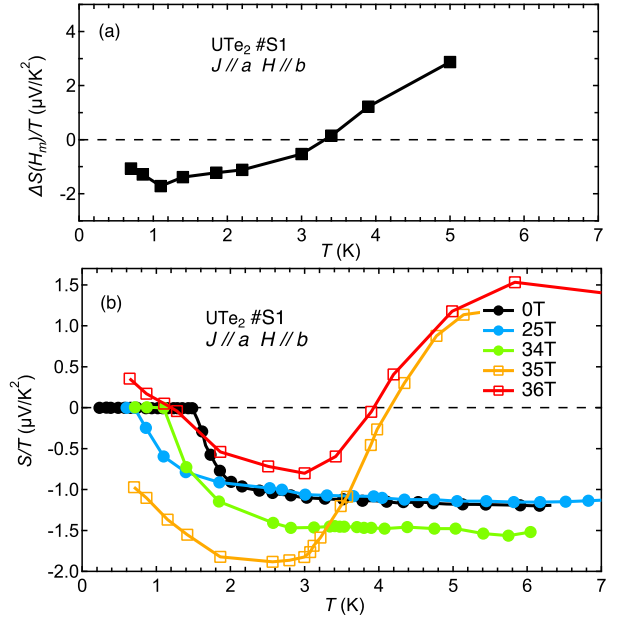 (a)
UTe₂ #S1
J // a H // b
ΔS(Hₘ)/T (μV/K²)
4
2
0
-2
0 1 2 3 4 5 6 7
T (K)
(b)
UTe₂ #S1
J // a H // b
0T
25T
34T
35T
36T
S/T (μV/K²)
1.5
1.0
0.5
0
-0.5
-1.0
-1.5
-2.0
0 1 2 3 4 5 6 7
T (K)